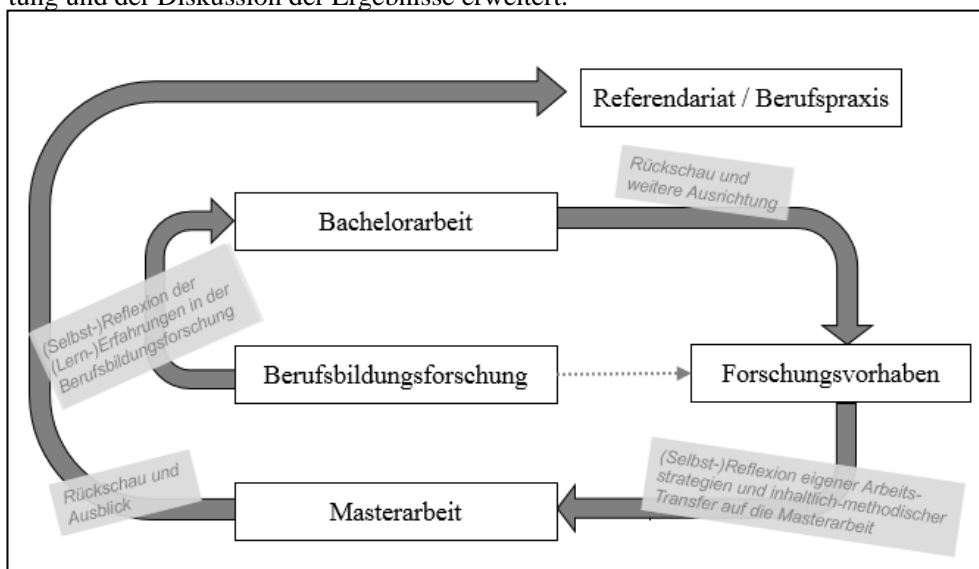 tung und der Diskussion der Ergebnisse erweitert.
Referendariat / Berufspraxis
Rückschau und
weitere Ausrichtung
Bachelorarbeit
(Selbst-)Reflexion der
(Lern-)Erfahrungen in der
Berufsbildungsforschung
Berufsbildungsforschung
Forschungsvorhaben
(Selbst-)Reflexion eigener Arbeits-
strategien und inhaltlich-methodischer
Transfer auf die Masterarbeit
Rückschau und
Ausblick
Masterarbeit